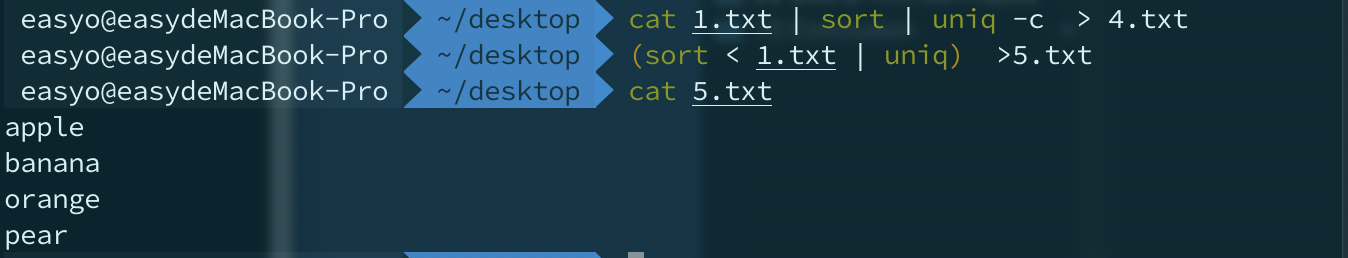 easyo@easydeMacBook-Pro ~/desktop cat 1.txt | sort | uniq -c > 4.txt
easyo@easydeMacBook-Pro ~/desktop (sort < 1.txt | uniq) >5.txt
easyo@easydeMacBook-Pro ~/desktop cat 5.txt
apple
banana
orange
pear